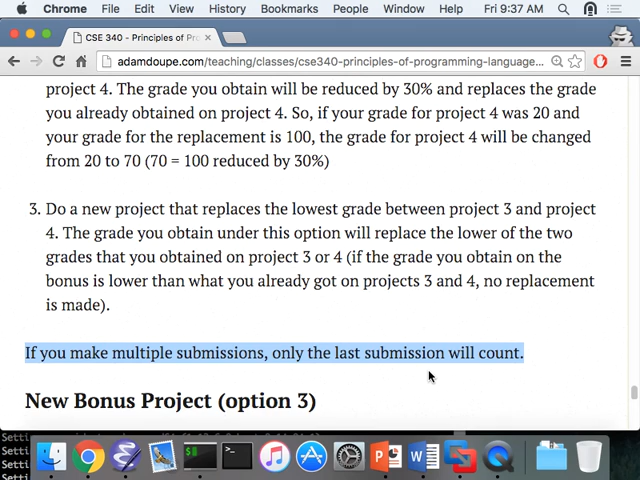 Chrome File Edit View History Bookmarks People Window Help Fri 9:37 AM
CSE 340 - Principles of Pro
adamdoupe.com/teaching/classes/cse340-principles-of-programming-language...
project 4. The grade you obtain will be reduced by 30% and replaces the grade
you already obtained on project 4. So, if your grade for project 4 was 20 and
your grade for the replacement is 100, the grade for project 4 will be changed
from 20 to 70 (70 = 100 reduced by 30%)
3. Do a new project that replaces the lowest grade between project 3 and project
4. The grade you obtain under this option will replace the lower of the two
grades that you obtained on project 3 or 4 (if the grade you obtain on the
bonus is lower than what you already got on projects 3 and 4, no replacement
is made).
If you make multiple submissions, only the last submission will count.
New Bonus Project (option 3)
Setti
Setti
Setti
Setti